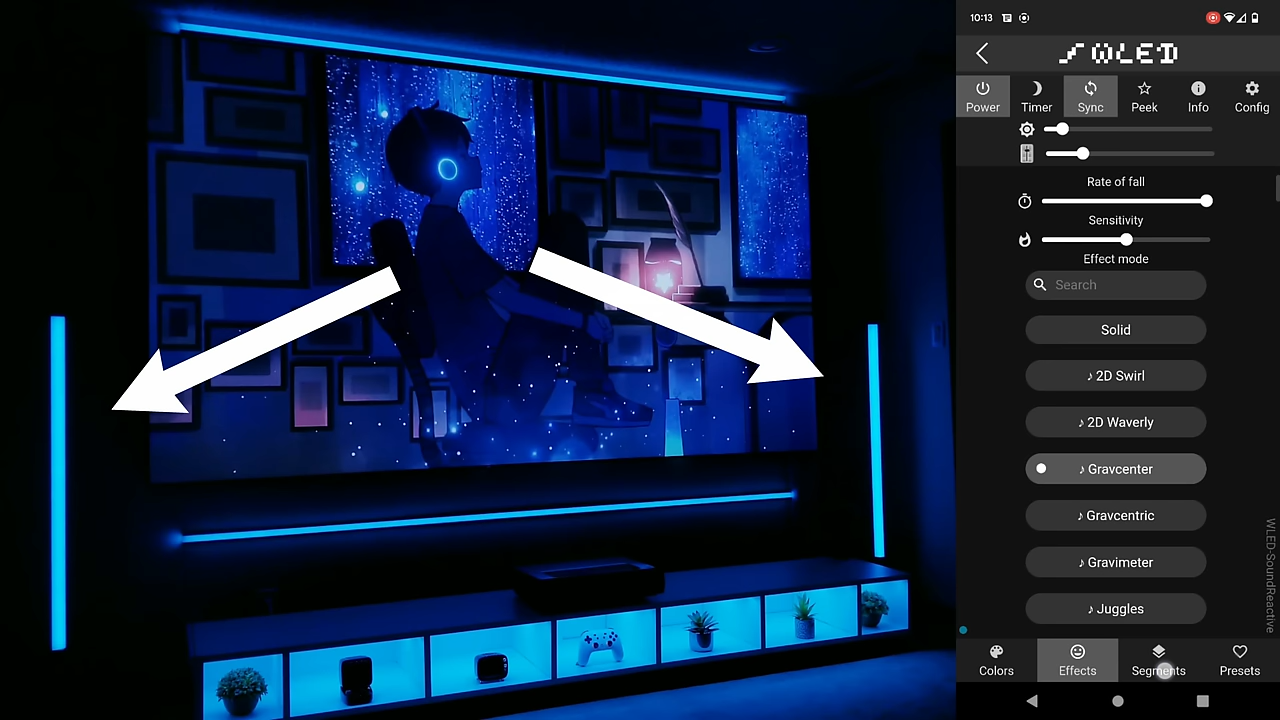 10:13
WLED
Power Timer Sync Peek Info Config
Rate of fall
Sensitivity
Effect mode
Search
Solid
♪ 2D Swirl
♪ 2D Waverly
♪ Gravcenter
♪ Gravcentric
♪ Gravimeter
♪ Juggles
WLED-SoundReactive
Colors Effects Segments Presets